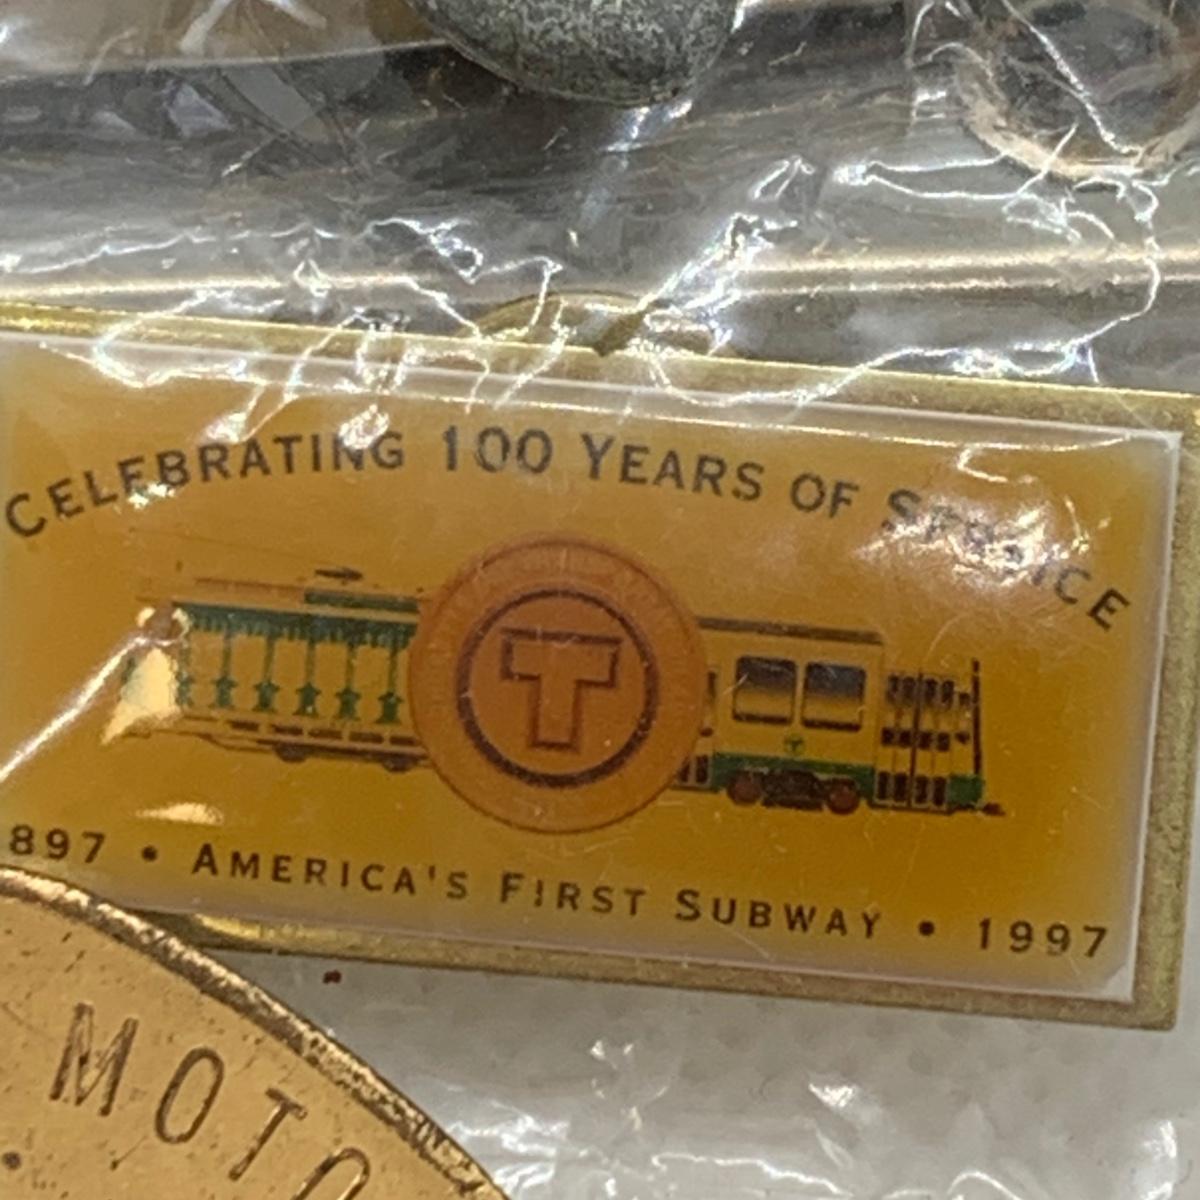 CELEBRATING 100 YEARS OF SERVICE
T
897 • AMERICA'S FIRST SUBWAY • 1997
MOTO